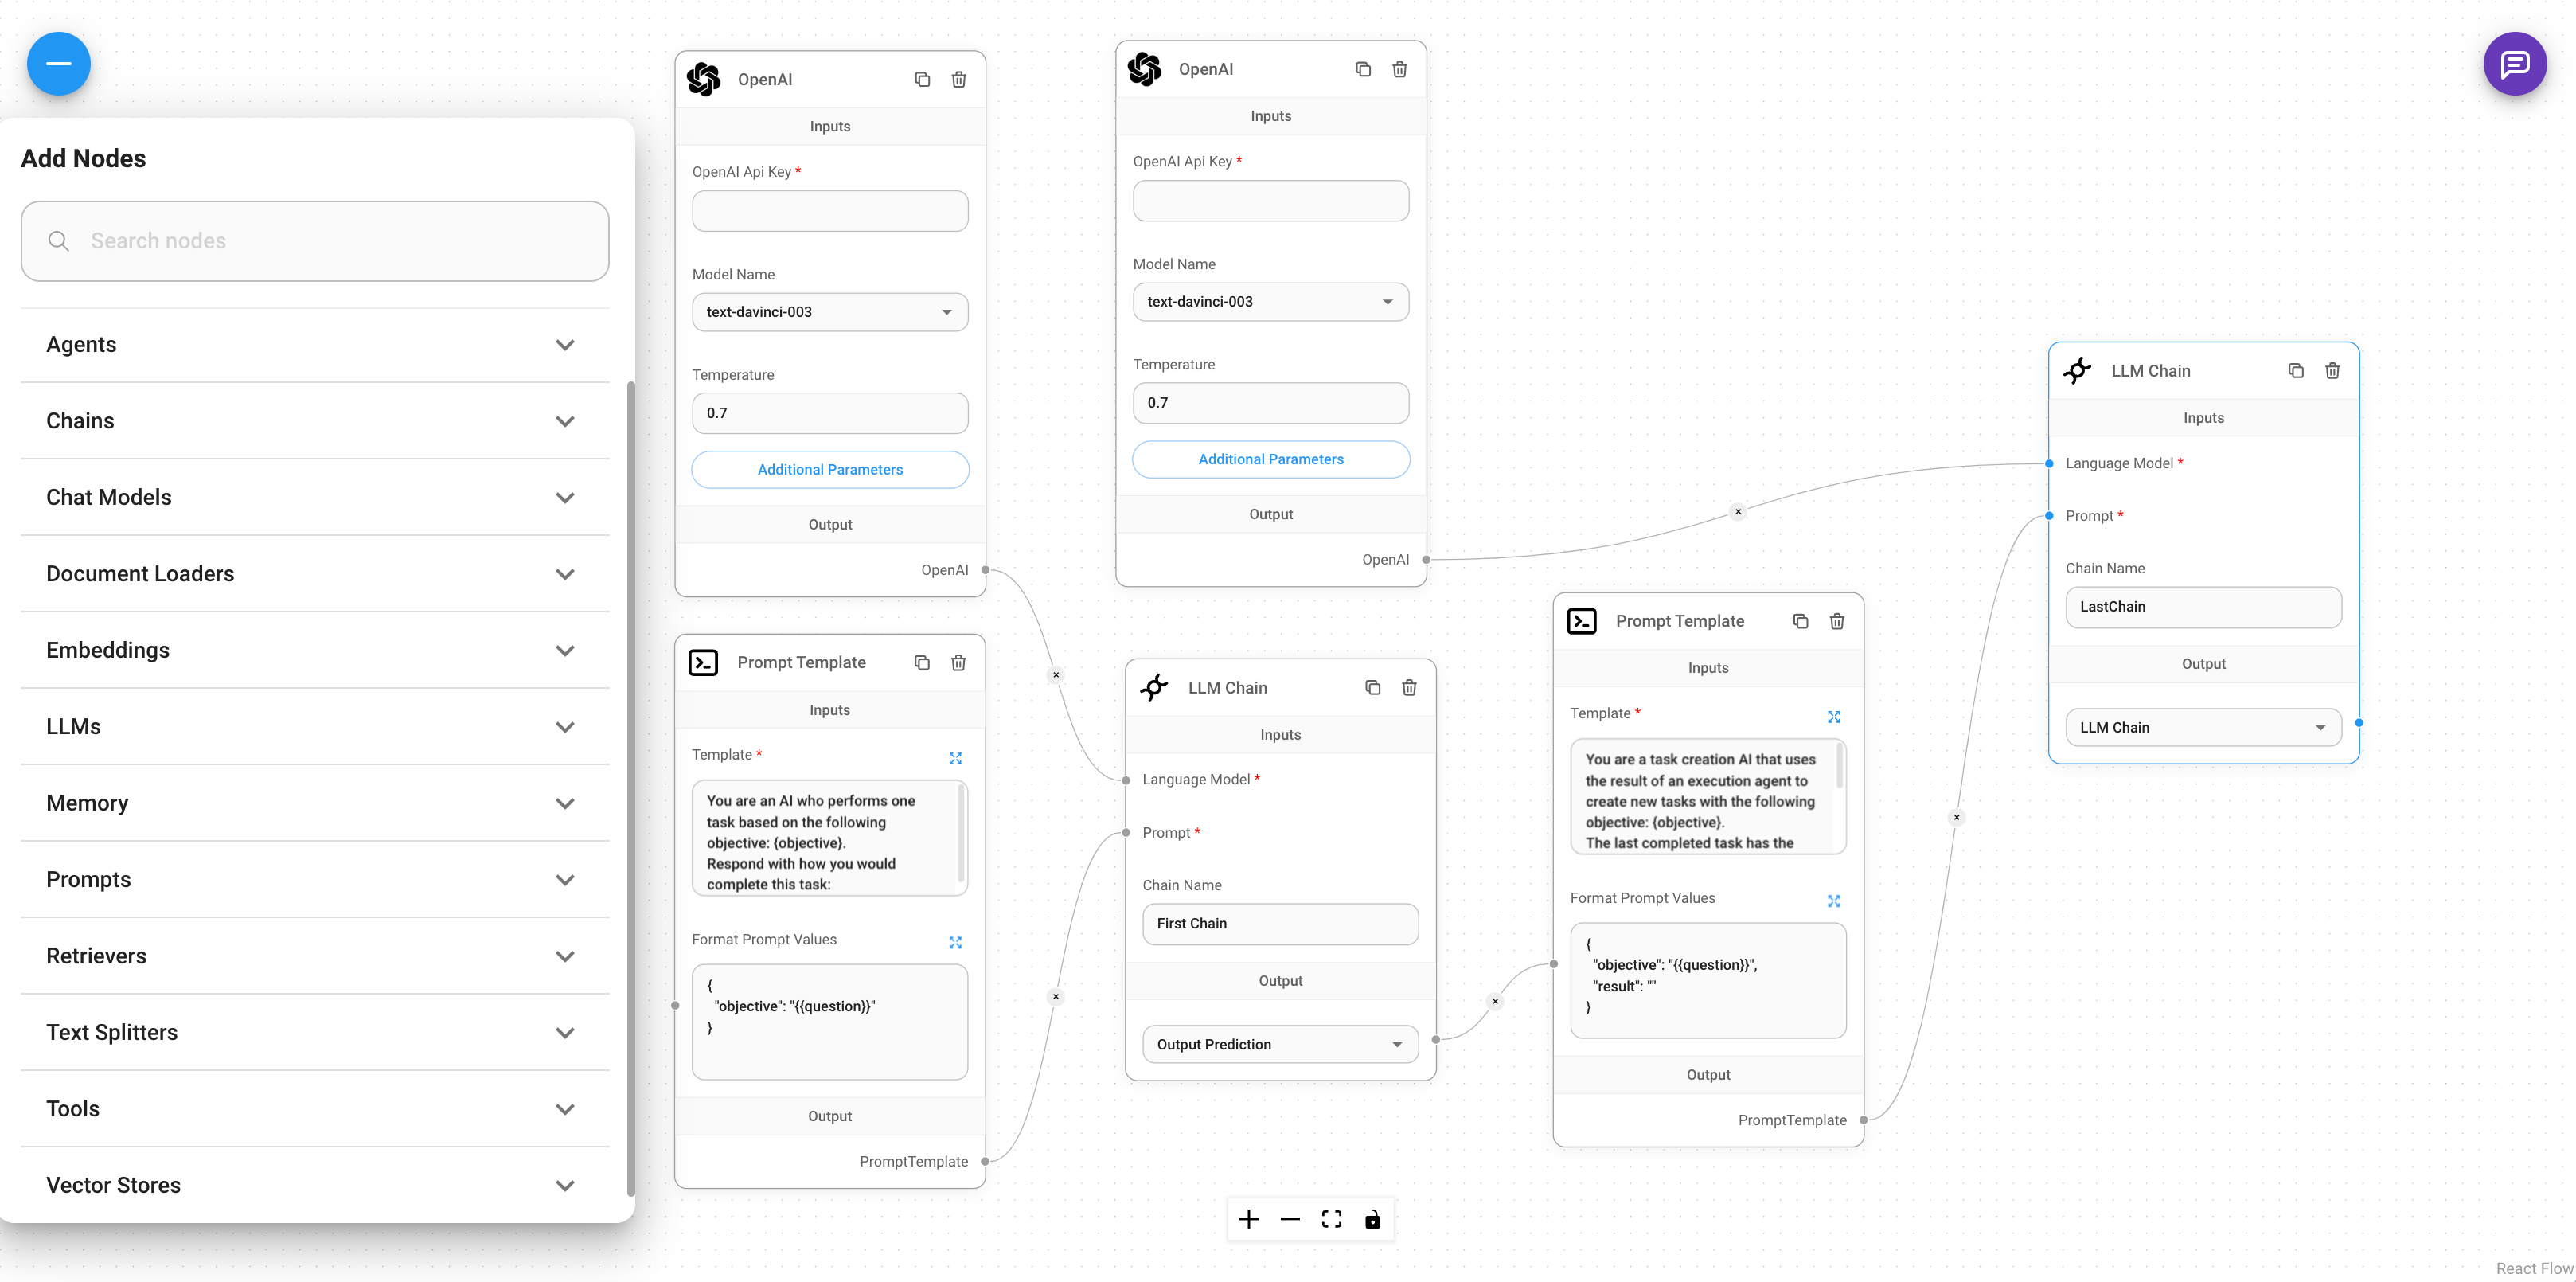 Add Nodes
Search nodes
Agents
Chains
Chat Models
Document Loaders
Embeddings
LLMs
Memory
Prompts
Retrievers
Text Splitters
Tools
Vector Stores
OpenAI
Inputs
OpenAI Api Key *
Model Name
text-davinci-003
Temperature
0.7
Additional Parameters
Output
OpenAI
Prompt Template
Inputs
Template *
You are an AI who performs one
task based on the following
objective: {objective}.
Respond with how you would
complete this task:
Format Prompt Values
{
"objective": "{{question}}"
}
Output
PromptTemplate
OpenAI
Inputs
OpenAI Api Key *
Model Name
text-davinci-003
Temperature
0.7
Additional Parameters
Output
OpenAI
LLM Chain
Inputs
Language Model *
Prompt *
Chain Name
First Chain
Output
Output Prediction
Prompt Template
Inputs
Template *
You are a task creation AI that uses
the result of an execution agent to
create new tasks with the following
objective: {objective}.
The last completed task has the
Format Prompt Values
{
"objective": "{{question}}",
"result": ""
}
Output
PromptTemplate
LLM Chain
Inputs
Language Model *
Prompt *
Chain Name
LastChain
Output
LLM Chain
React Flow